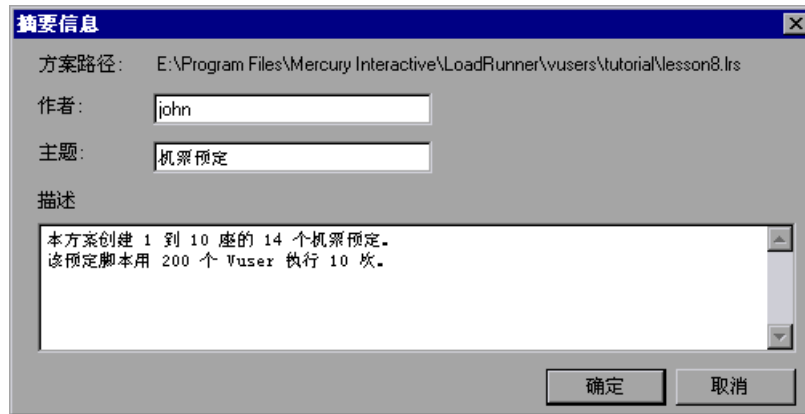 摘要信息
方案路径: E:\Program Files\Mercury Interactive\LoadRunner\vusers\tutorial\lesson8.lrs
作者: john
主题: 机票预定
描述
本方案创建 1 到 10 座的 14 个机票预定。
该预定脚本用 200 个 Vuser 执行 10 次。
确定 取消